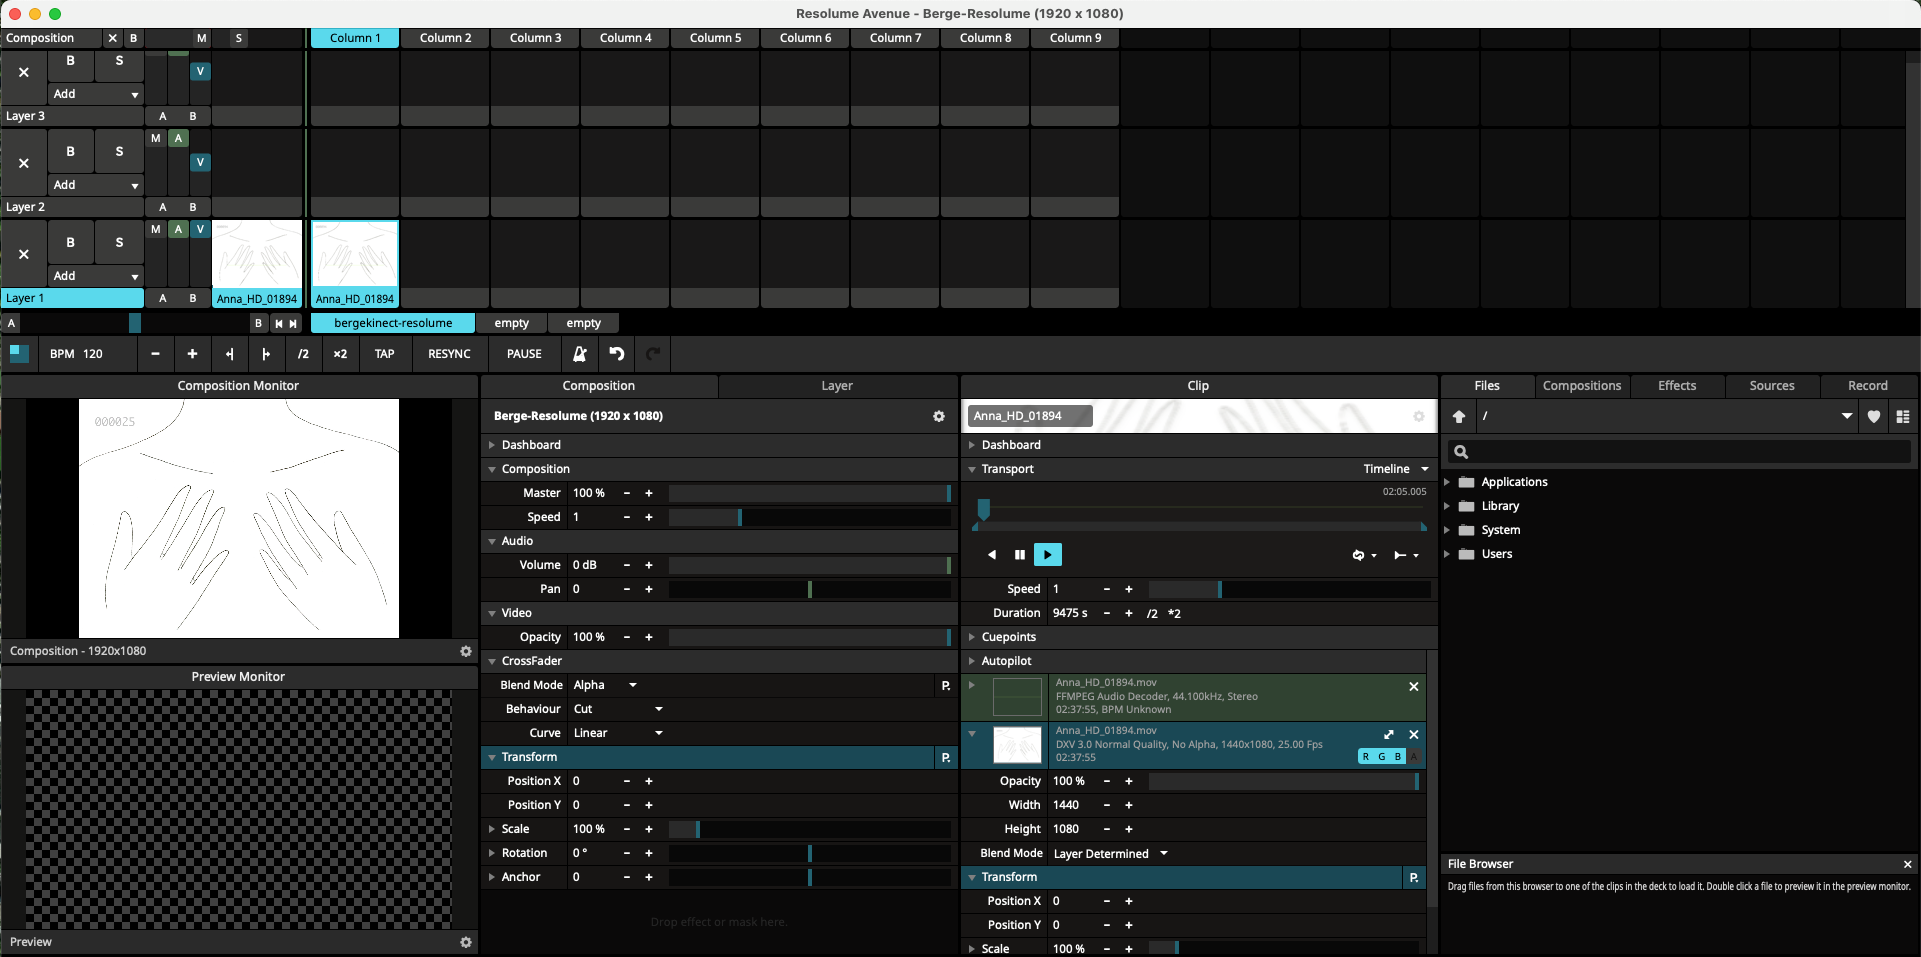 Resolume Avenue - Berge-Resolume (1920 x 1080)
Composition B M S Column 1 Column 2 Column 3 Column 4 Column 5 Column 6 Column 7 Column 8 Column 9
B S V
Add
Layer 3 A B
M A
B S V
Add
Layer 2 A B
M A V
B S
Add
Layer 1 A B Anna_HD_01894 Anna_HD_01894
A B bergekinect-resolume empty empty
BPM 120 - + /2 ×2 TAP RESYNC PAUSE
Composition Monitor
000025
Composition - 1920x1080
Preview Monitor
Preview
Composition Layer
Berge-Resolume (1920 x 1080)
Dashboard
Composition
Master 100 % - +
Speed 1 - +
Audio
Volume 0 dB - +
Pan 0 - +
Video
Opacity 100 % - +
CrossFader
Blend Mode Alpha P.
Behaviour Cut
Curve Linear
Transform P.
Position X 0 - +
Position Y 0 - +
Scale 100 % - +
Rotation 0 ° - +
Anchor 0 - +
Drop effect or mask here.
Clip
Anna_HD_01894
Dashboard
Transport Timeline
02:05.005
Speed 1 - +
Duration 9475 s - + /2 *2
Cuepoints
Autopilot
Anna_HD_01894.mov
FFMPEG Audio Decoder, 44.100kHz, Stereo
02:37:55, BPM Unknown
Anna_HD_01894.mov
DXV 3.0 Normal Quality, No Alpha, 1440x1080, 25.00 Fps
02:37:55 R G B A
Opacity 100 % - +
Width 1440 - +
Height 1080 - +
Blend Mode Layer Determined
Transform P.
Position X 0 - +
Position Y 0 - +
Scale 100 % - +
Files Compositions Effects Sources Record
/
Applications
Library
System
Users
File Browser
Drag files from this browser to one of the clips in the deck to load it. Double click a file to preview it in the preview monitor.